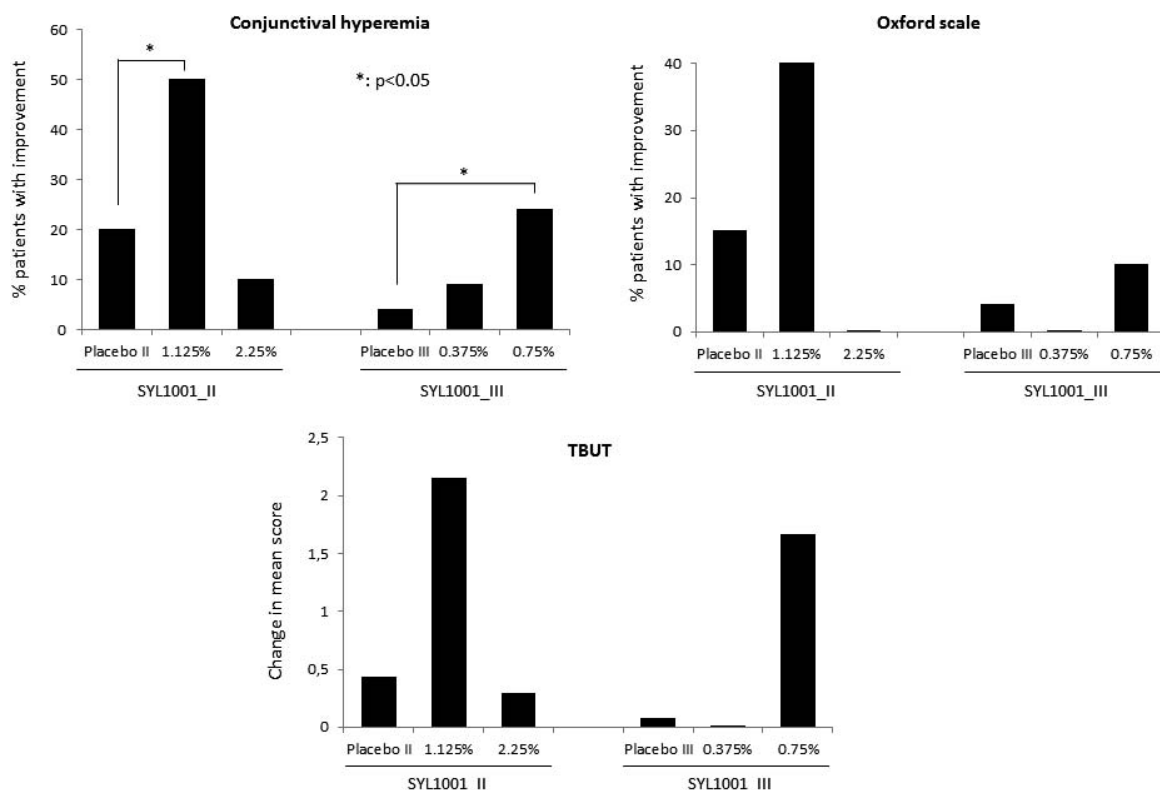 Conjunctival hyperemia
% patients with improvement
60
50
40
30
20
10
0
*
*: p<0.05
*
Placebo II 1.125% 2.25% Placebo III 0.375% 0.75%
SYL1001_II SYL1001_III
Oxford scale
% patients with improvement
40
30
20
10
0
Placebo II 1.125% 2.25% Placebo III 0.375% 0.75%
SYL1001_II SYL1001_III
TBUT
Change in mean score
2,5
2
1,5
1
0,5
0
Placebo II 1.125% 2.25% Placebo III 0.375% 0.75%
SYL1001_II SYL1001_III